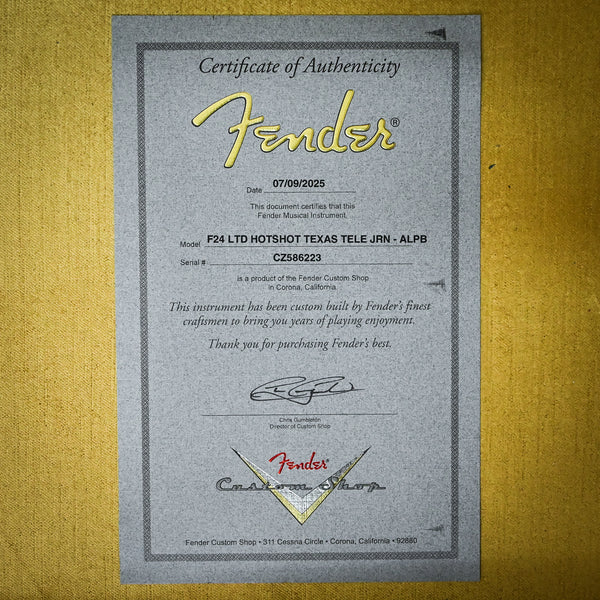 Certificate of Authenticity
Fender®
Date 07/09/2025
This document certifies that this
Fender Musical Instrument,
Model F24 LTD HOTSHOT TEXAS TELE JRN - ALPB
Serial # CZ586223
is a product of the Fender Custom Shop
in Corona, California.
This instrument has been custom built by Fender's finest
craftsmen to bring you years of playing enjoyment.
Thank you for purchasing Fender's best.
Chris Gumbleton
Director of Custom Shop
Fender
Custom Shop
Fender Custom Shop • 311 Cessna Circle • Corona, California • 92880